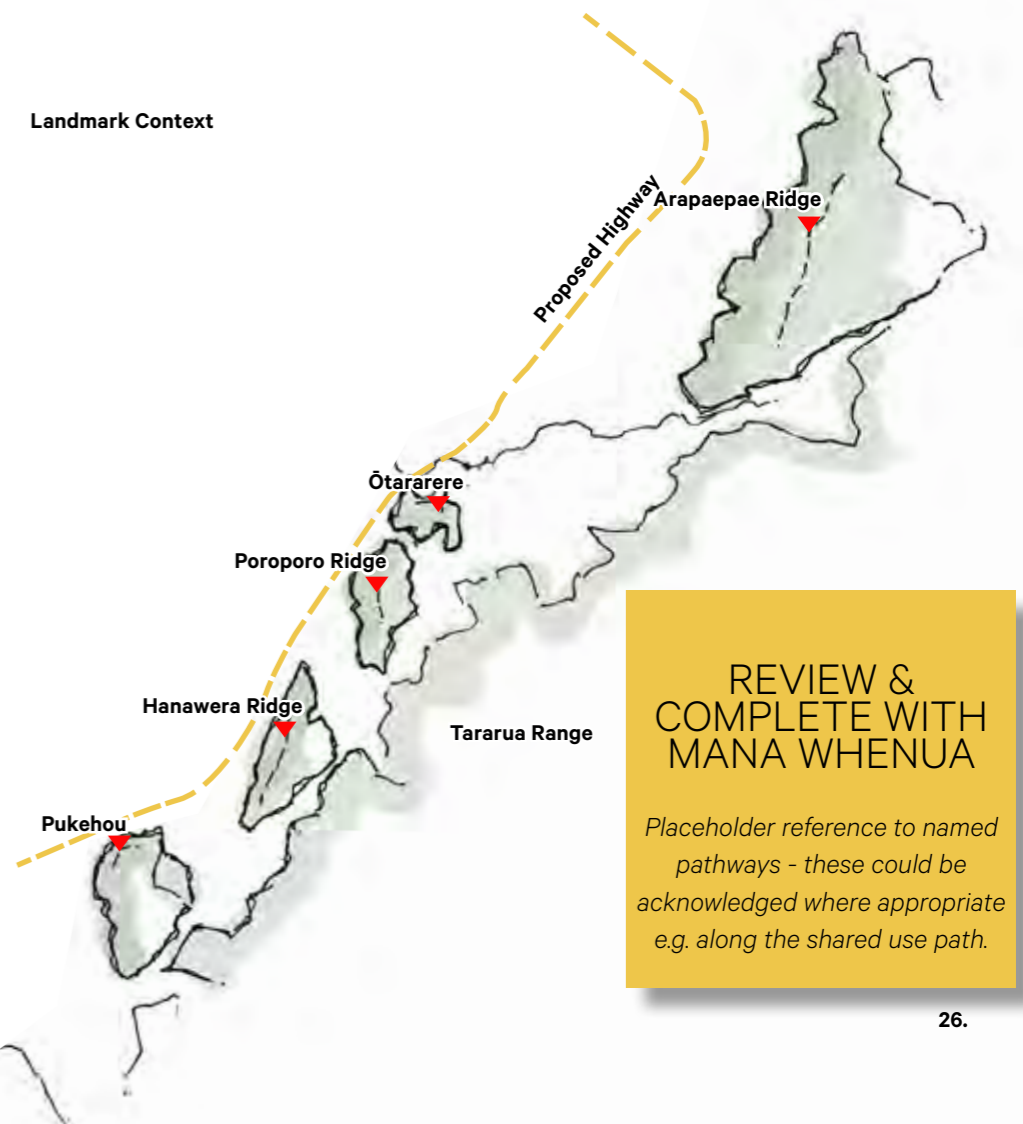 Landmark Context
Proposed Highway
Arapaepae Ridge
Ōtararere
Poroporo Ridge
Hanawera Ridge
Tararua Range
Pukehou
REVIEW &
COMPLETE WITH
MANA WHENUA
Placeholder reference to named
pathways - these could be
acknowledged where appropriate
e.g. along the shared use path.
26.